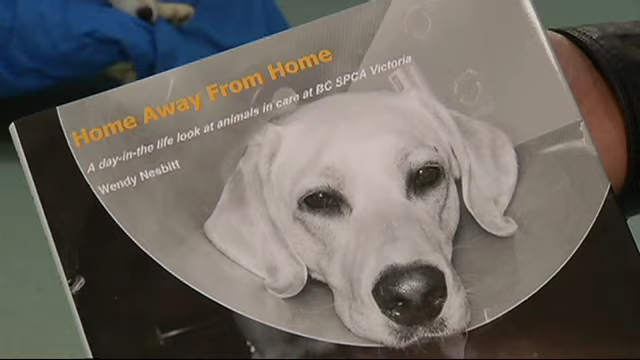 Home Away From Home
A day-in-the life look at animals in care at BC SPCA Victoria
Wendy Nesbitt